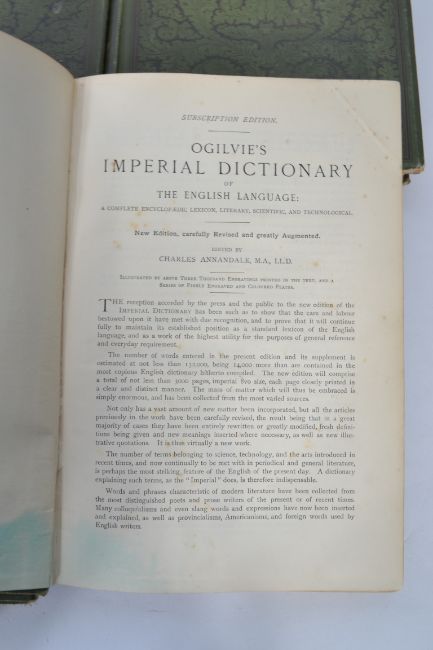 SUBSCRIPTION EDITION.
OGILVIE'S
IMPERIAL DICTIONARY
OF
THE ENGLISH LANGUAGE:
A COMPLETE ENCYCLOPÆDIC LEXICON, LITERARY, SCIENTIFIC, AND TECHNOLOGICAL.
New Edition, carefully Revised and greatly Augmented.
EDITED BY
CHARLES ANNANDALE, M.A., LL.D.
ILLUSTRATED BY ABOVE THREE THOUSAND ENGRAVINGS PRINTED IN THE TEXT, AND A
SERIES OF FINELY ENGRAVED AND COLOURED PLATES.
THE reception accorded by the press and the public to the new edition of the
IMPERIAL DICTIONARY has been such as to show that the care and labour
bestowed upon it have met with due recognition, and to prove that it will continue
fully to maintain its established position as a standard lexicon of the English
language, and as a work of the highest utility for the purposes of general reference
and everyday requirement.
The number of words entered in the present edition and its supplement is
estimated at not less than 130,000, being 14,000 more than are contained in the
most copious English dictionary hitherto compiled. The new edition will comprise
a total of not less than 3000 pages, imperial 8vo size, each page closely printed in
a clear and distinct manner. The mass of matter which will thus be embraced is
simply enormous, and has been collected from the most varied sources.
Not only has a vast amount of new matter been incorporated, but all the articles
previously in the work have been carefully revised, the result being that in a great
majority of cases they have been entirely rewritten or greatly modified, fresh defini-
tions being given and new meanings inserted where necessary, as well as new illus-
trative quotations. It is thus virtually a new work.
The number of terms belonging to science, technology, and the arts introduced in
recent times, and now continually to be met with in periodical and general literature,
is perhaps the most striking feature of the English of the present day. A dictionary
explaining such terms, as the "Imperial" does, is therefore indispensable.
Words and phrases characteristic of modern literature have been collected from
the most distinguished poets and prose writers of the present or of recent times.
Many colloquialisms and even slang words and expressions have now been inserted
and explained, as well as provincialisms, Americanisms, and foreign words used by
English writers.